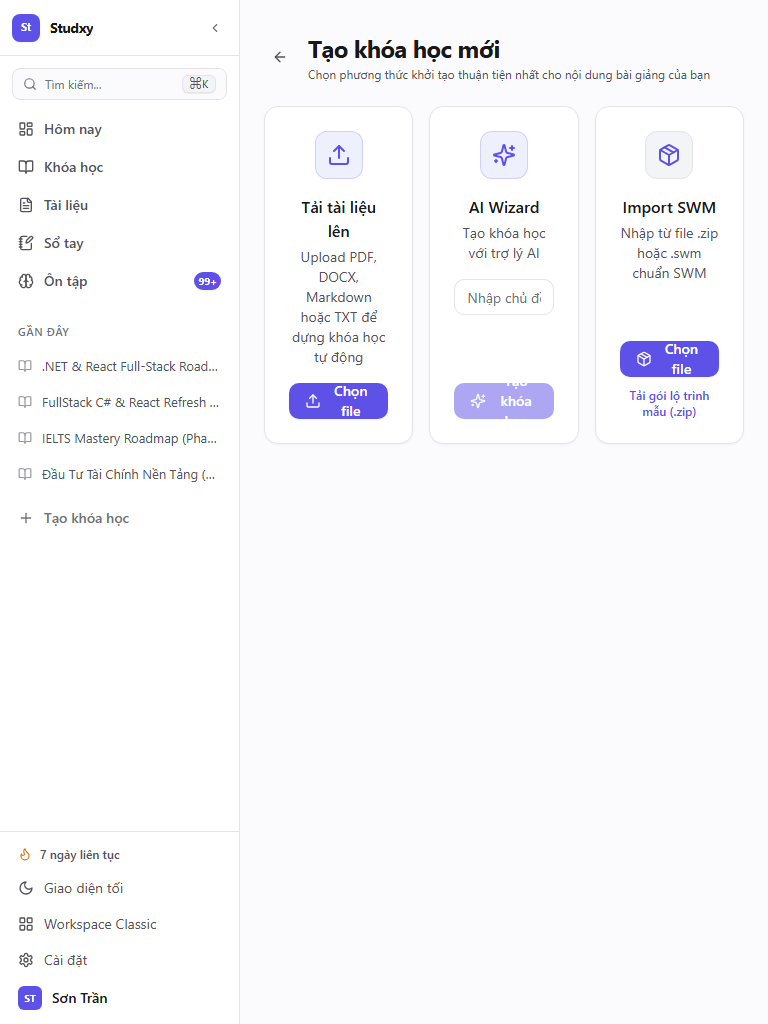 St Studxy
Tìm kiếm... ⌘K
Hôm nay
Khóa học
Tài liệu
Sổ tay
Ôn tập 99+
GẦN ĐÂY
.NET & React Full-Stack Road...
FullStack C# & React Refresh ...
IELTS Mastery Roadmap (Pha...
Đầu Tư Tài Chính Nền Tảng (...
Tạo khóa học
7 ngày liên tục
Giao diện tối
Workspace Classic
Cài đặt
ST Sơn Trần
Tạo khóa học mới
Chọn phương thức khởi tạo thuận tiện nhất cho nội dung bài giảng của bạn
Tải tài liệu
lên
Upload PDF,
DOCX,
Markdown
hoặc TXT để
dựng khóa học
tự động
Chọn
file
AI Wizard
Tạo khóa học
với trợ lý AI
Nhập chủ đề
Tạo
khóa
Import SWM
Nhập từ file .zip
hoặc .swm
chuẩn SWM
Chọn
file
Tải gói lộ trình
mẫu (.zip)